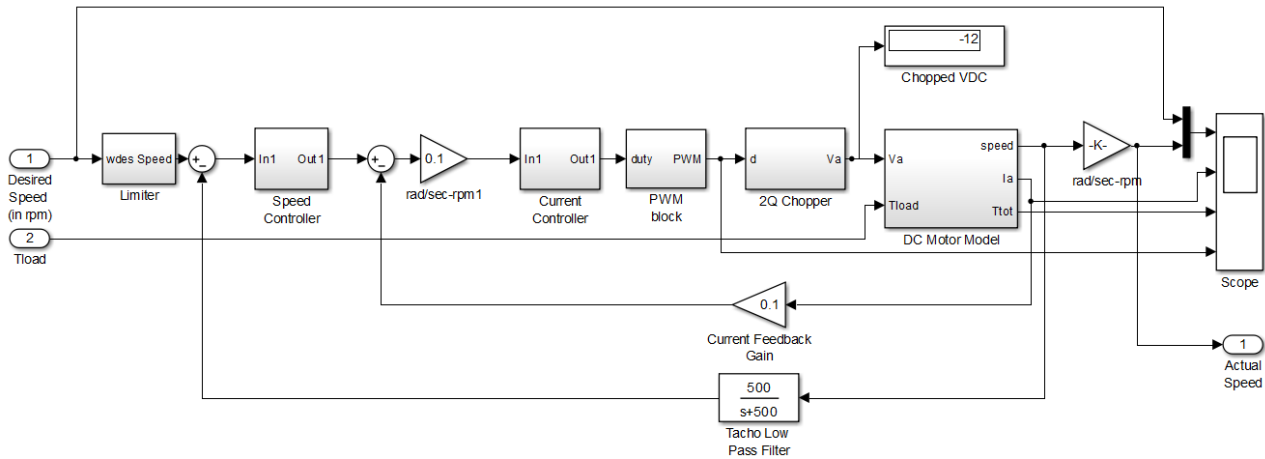 -12
Chopped VDC
1
Desired
Speed
(in rpm)
wdes Speed
Limiter
+
−
In1 Out1
Speed
Controller
+
−
0.1
rad/sec-rpm1
In1 Out1
Current
Controller
duty PWM
PWM
block
d Va
2Q Chopper
Va
Tload
speed
Ia
Ttot
DC Motor Model
-K-
rad/sec-rpm
Scope
2
Tload
0.1
Current Feedback
Gain
1
Actual
Speed
500
s+500
Tacho Low
Pass Filter